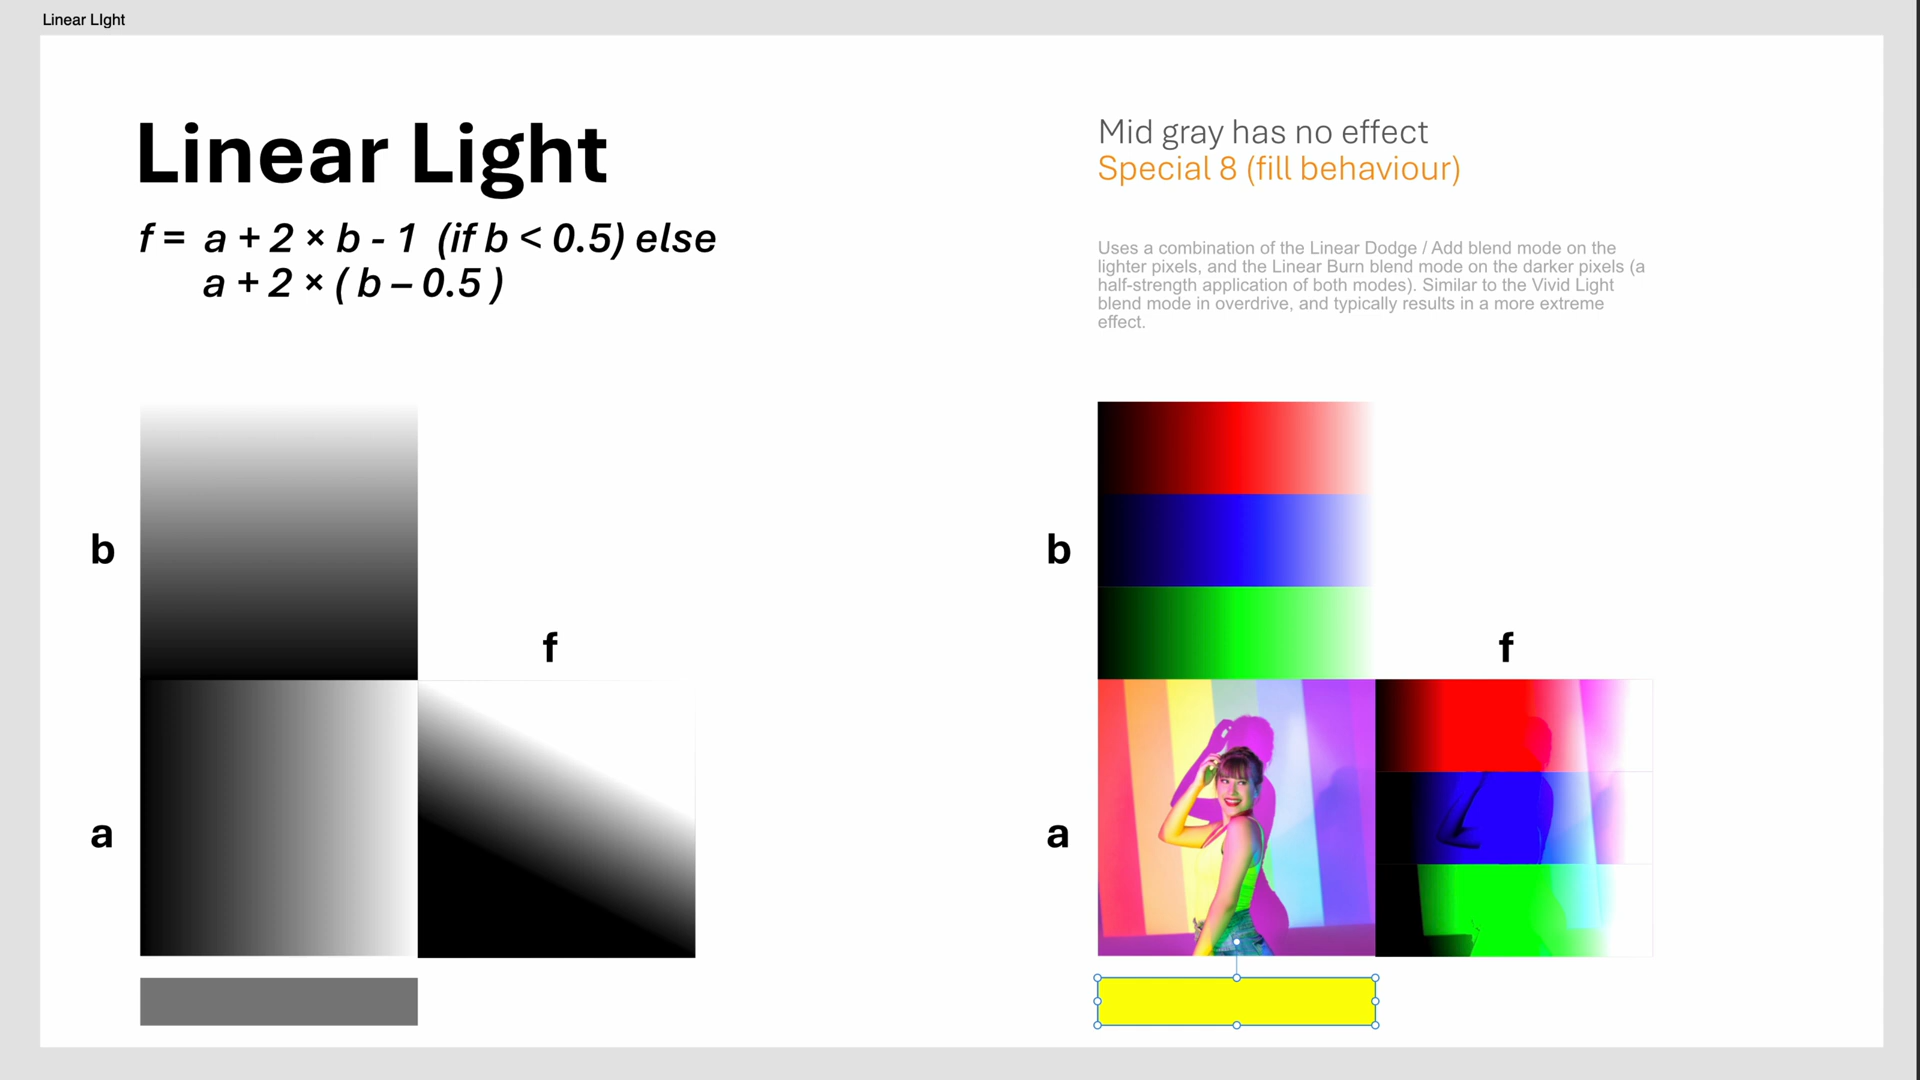 Linear LIght
Linear Light
f = a + 2 × b - 1 (if b < 0.5) else
a + 2 × ( b – 0.5 )
Mid gray has no effect
Special 8 (fill behaviour)
Uses a combination of the Linear Dodge / Add blend mode on the
lighter pixels, and the Linear Burn blend mode on the darker pixels (a
half-strength application of both modes). Similar to the Vivid Light
blend mode in overdrive, and typically results in a more extreme
effect.
b
f
a
b
f
a